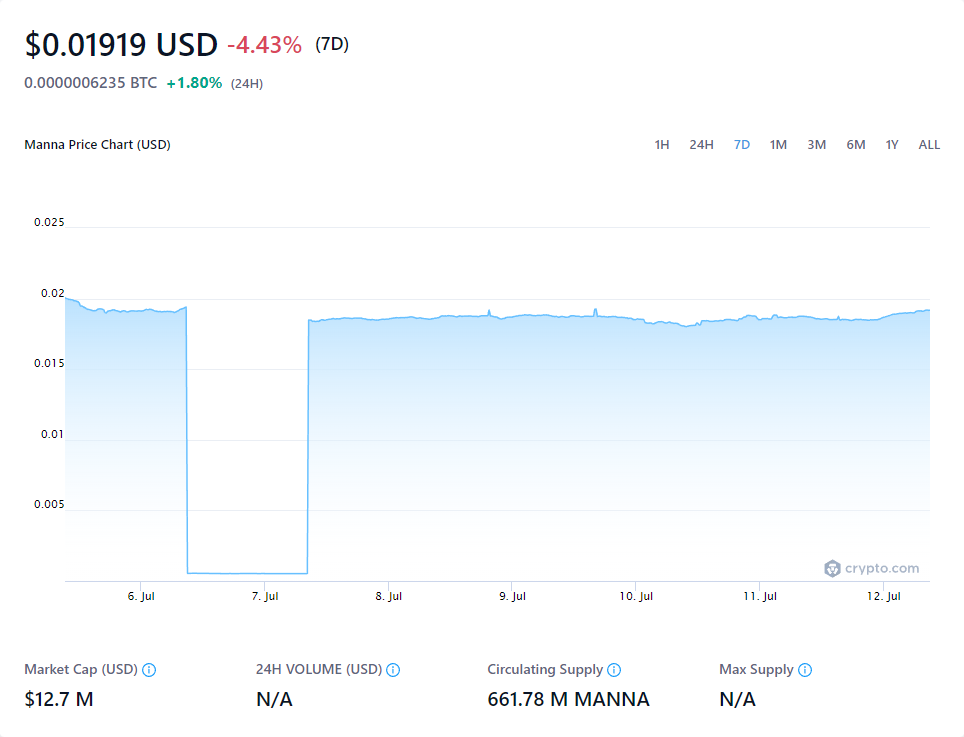 $0.01919 USD -4.43% (7D)
0.0000006235 BTC +1.80% (24H)
Manna Price Chart (USD) 1H 24H 7D 1M 3M 6M 1Y ALL
0.025
0.02
0.015
0.01
0.005
crypto.com
6. Jul 7. Jul 8. Jul 9. Jul 10. Jul 11. Jul 12. Jul
Market Cap (USD) 24H VOLUME (USD) Circulating Supply Max Supply
$12.7 M N/A 661.78 M MANNA N/A